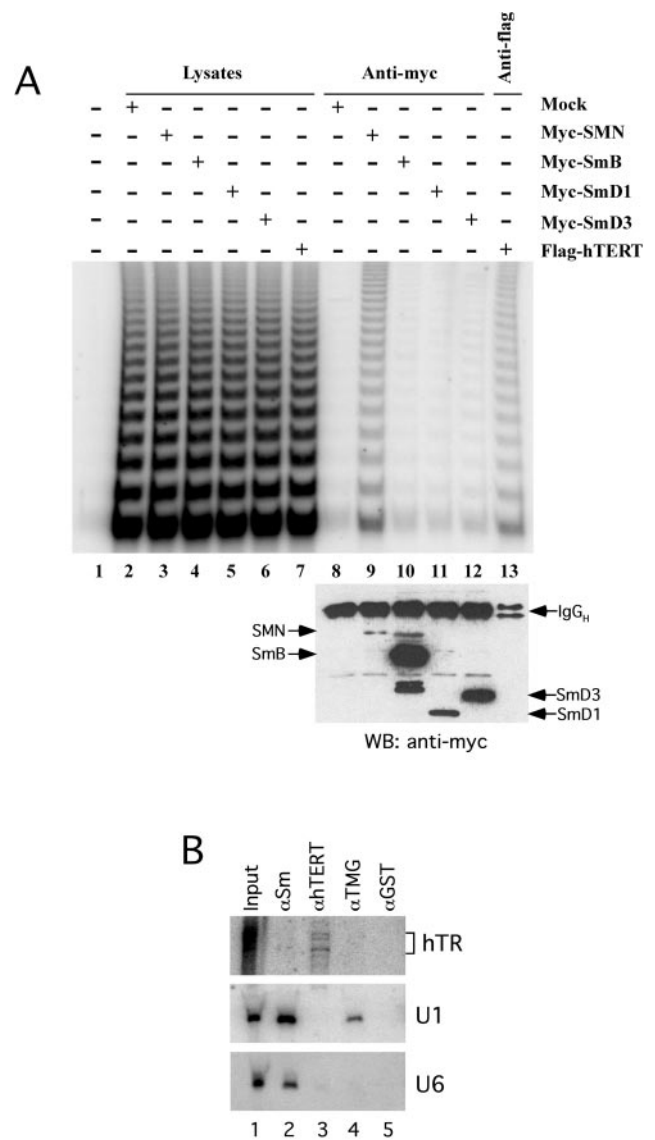 A
Lysates Anti-myc Anti-flag
- + - - - - - + - - - - - Mock
- - + - - - - - + - - - - Myc-SMN
- - - + - - - - - + - - - Myc-SmB
- - - - + - - - - - + - - Myc-SmD1
- - - - - + - - - - - + - Myc-SmD3
- - - - - - + - - - - - + Flag-hTERT
1 2 3 4 5 6 7 8 9 10 11 12 13
IgGH
SMN
SmB
SmD3
SmD1
WB: anti-myc
B
Input αSm αhTERT αTMG αGST
hTR
U1
U6
1 2 3 4 5